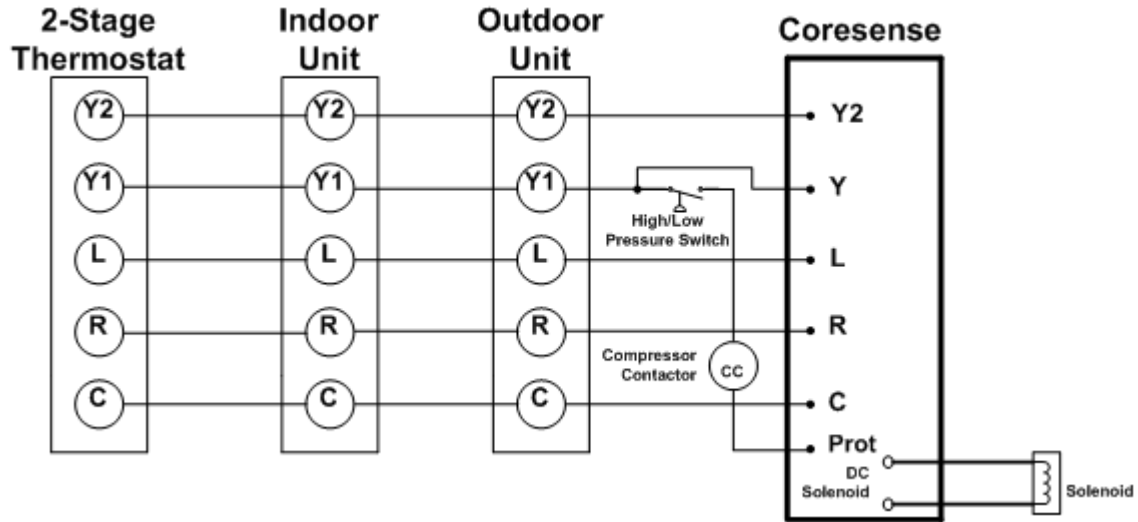 2-Stage
Thermostat
Indoor
Unit
Outdoor
Unit
Coresense
Y2
Y2
Y2
Y2
Y1
Y1
Y1
Y
High/Low
Pressure Switch
L
L
L
L
R
R
R
R
Compressor
Contactor
CC
C
C
C
C
Prot
DC
Solenoid
Solenoid